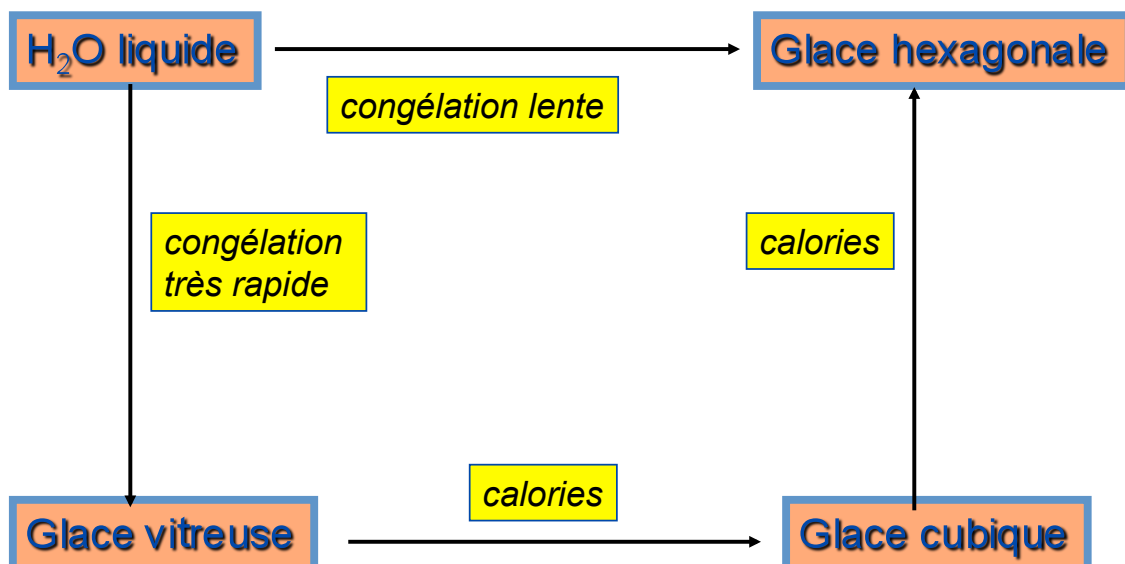 H₂O liquide
Glace hexagonale
congélation lente
congélation
très rapide
calories
calories
Glace vitreuse
Glace cubique